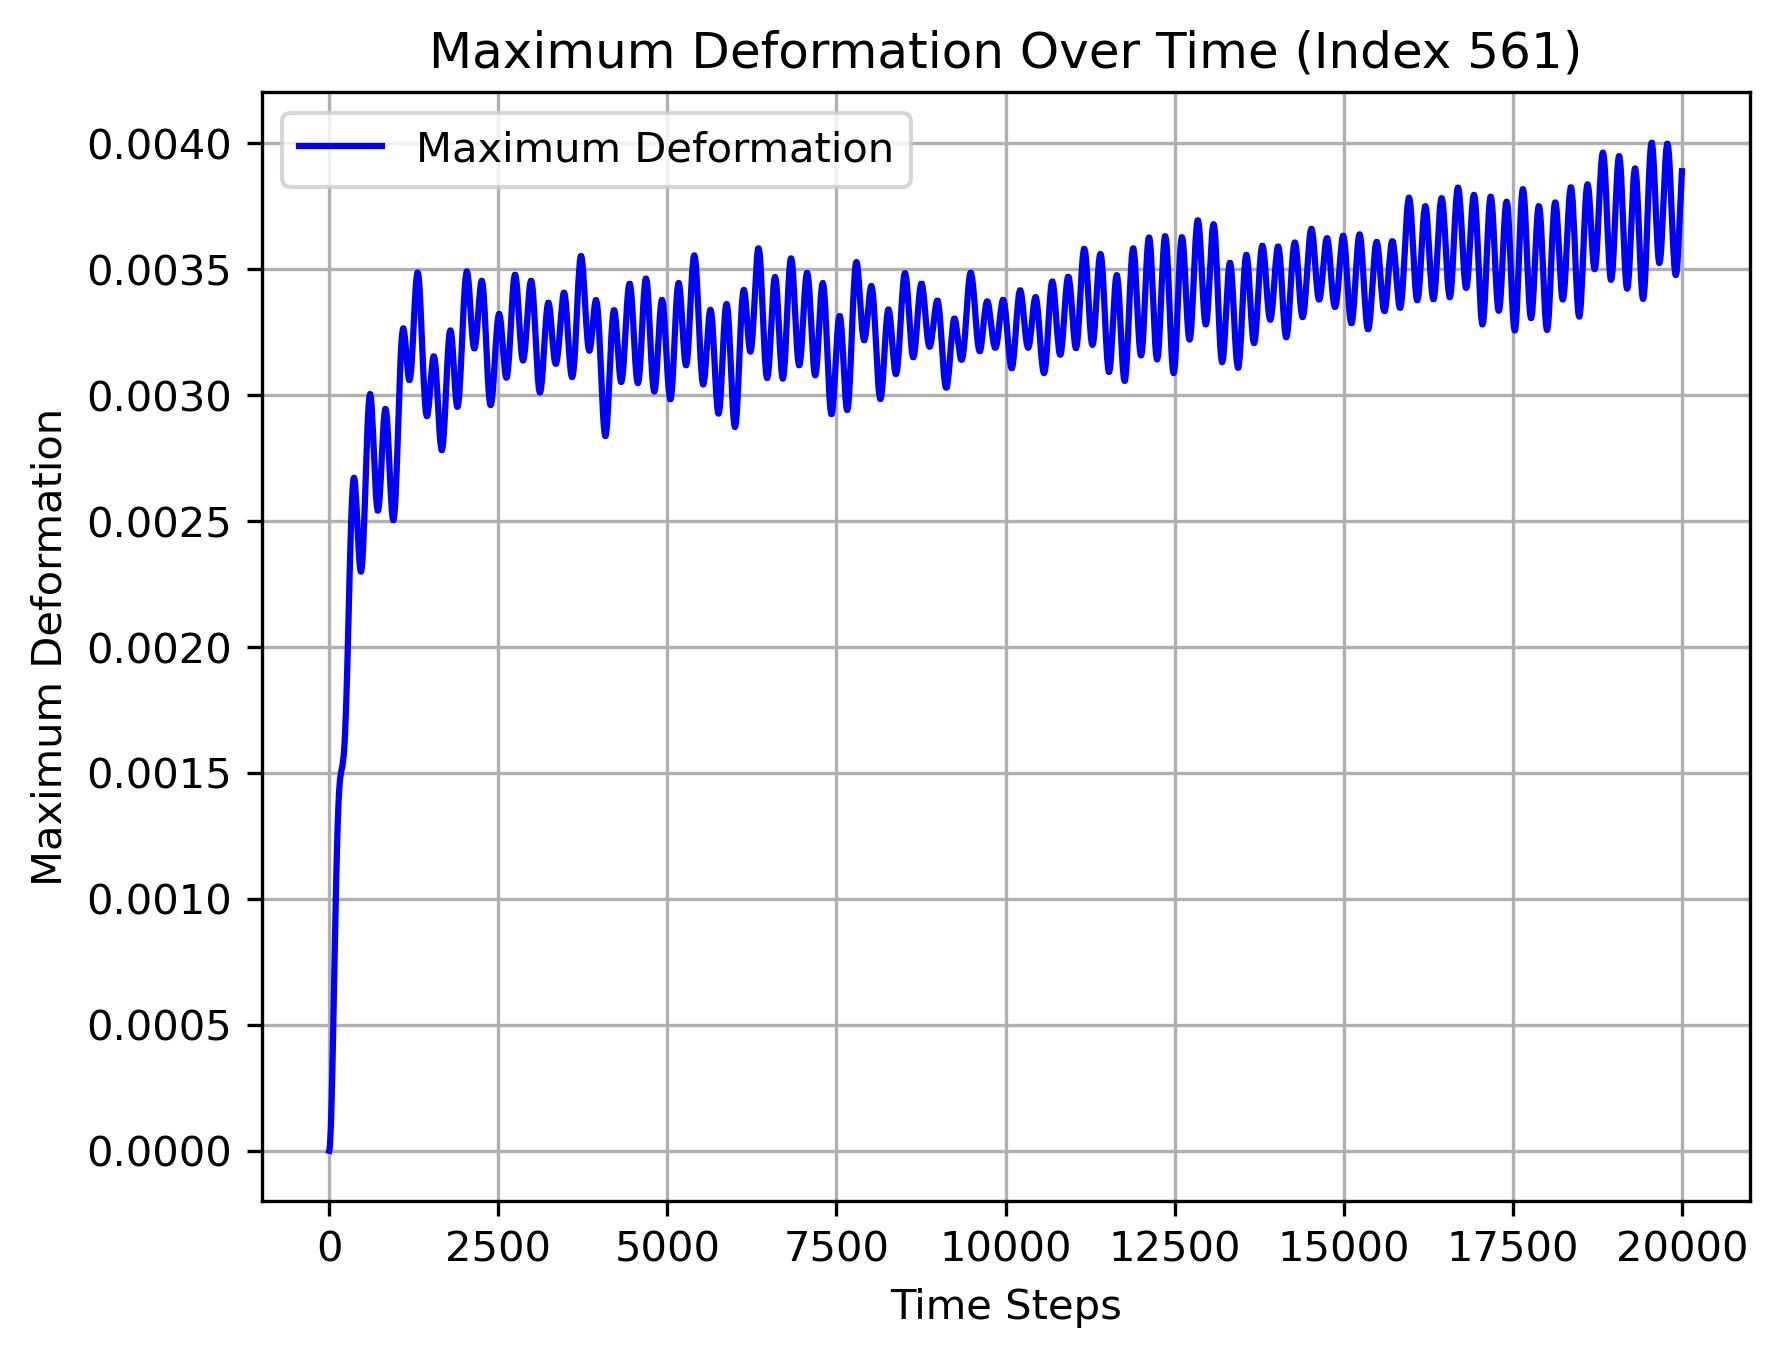 Maximum Deformation Over Time (Index 561)
Maximum Deformation
0.0040
0.0035
0.0030
0.0025
0.0020
0.0015
0.0010
0.0005
0.0000
Maximum Deformation
0 2500 5000 7500 10000 12500 15000 17500 20000
Time Steps